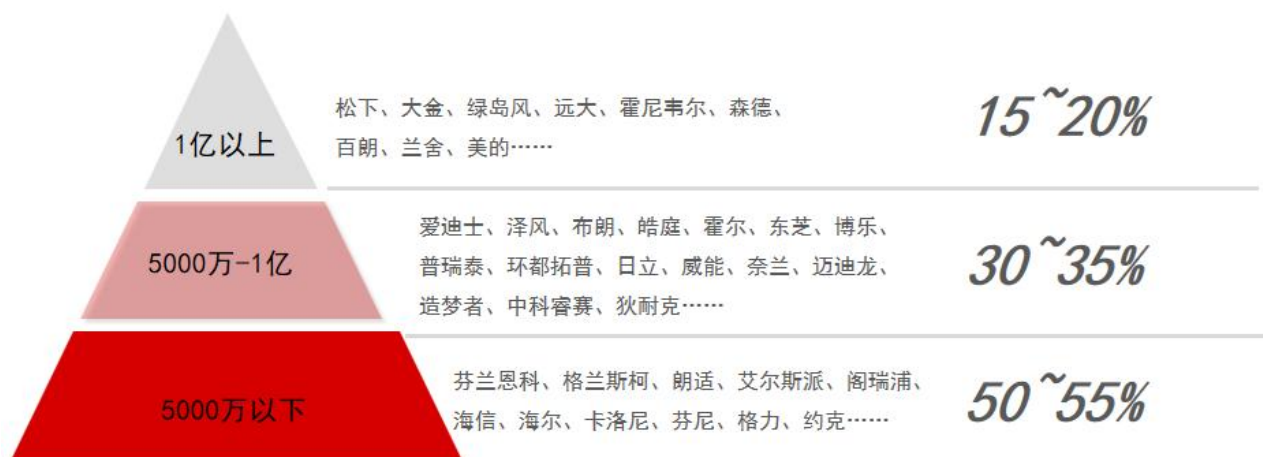 1亿以上
松下、大金、绿岛风、远大、霍尼韦尔、森德、
百朗、兰舍、美的……
15~20%
5000万-1亿
爱迪士、泽风、布朗、皓庭、霍尔、东芝、博乐、
普瑞泰、环都拓普、日立、威能、奈兰、迈迪龙、
造梦者、中科睿赛、狄耐克……
30~35%
5000万以下
芬兰恩科、格兰斯柯、朗适、艾尔斯派、阁瑞浦、
海信、海尔、卡洛尼、芬尼、格力、约克……
50~55%